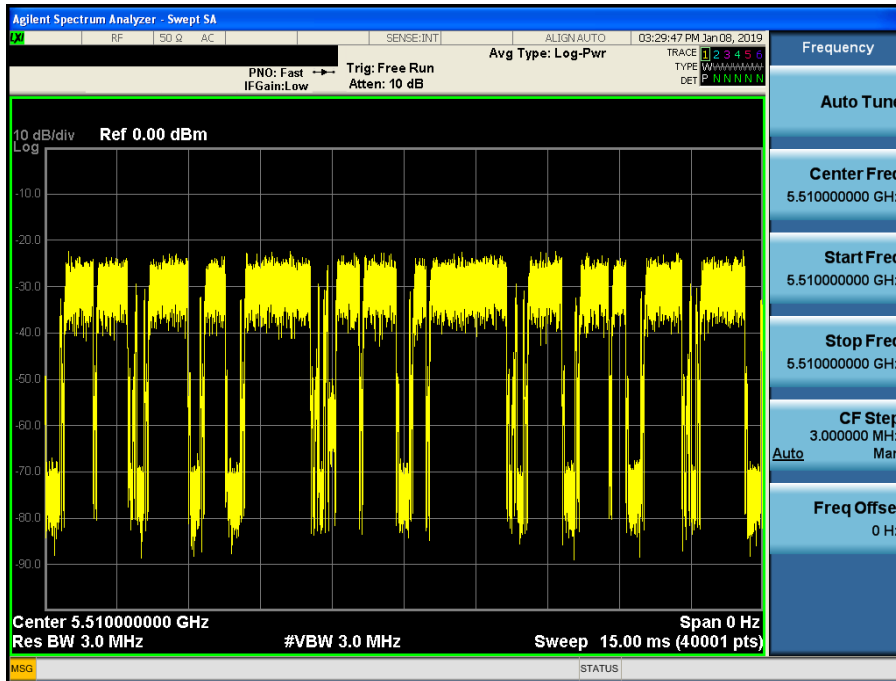 Agilent Spectrum Analyzer - Swept SA
LXI RF 50 Ω AC SENSE:INT ALIGN AUTO 03:29:47 PM Jan 08, 2019
Frequency
Avg Type: Log-Pwr
TRACE 1 2 3 4 5 6
PNO: Fast Trig: Free Run
TYPE WWWWWW
IFGain:Low Atten: 10 dB
DET P N N N N N
Auto Tune
10 dB/div Ref 0.00 dBm
Log
Center Freq
5.510000000 GHz
-10.0
-20.0
Start Freq
5.510000000 GHz
-30.0
-40.0
Stop Freq
5.510000000 GHz
-50.0
-60.0
CF Step
3.000000 MHz
Auto Man
-70.0
-80.0
Freq Offset
0 Hz
-90.0
Center 5.510000000 GHz Span 0 Hz
Res BW 3.0 MHz #VBW 3.0 MHz Sweep 15.00 ms (40001 pts)
MSG STATUS